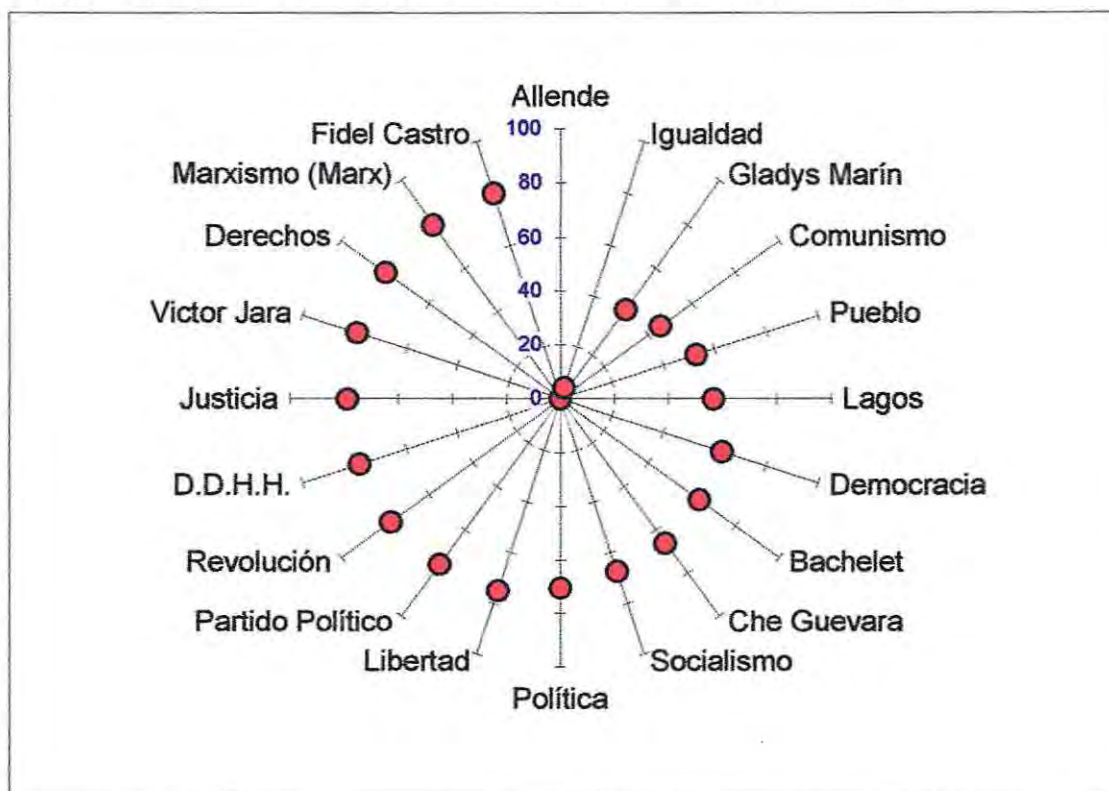 Allende
100
Fidel Castro
Igualdad
Marxismo (Marx)
80
Gladys Marín
Derechos
60
Comunismo
Victor Jara
40
Pueblo
20
Justicia
0
Lagos
D.D.H.H.
Democracia
Revolución
Bachelet
Partido Político
Che Guevara
Libertad
Socialismo
Política